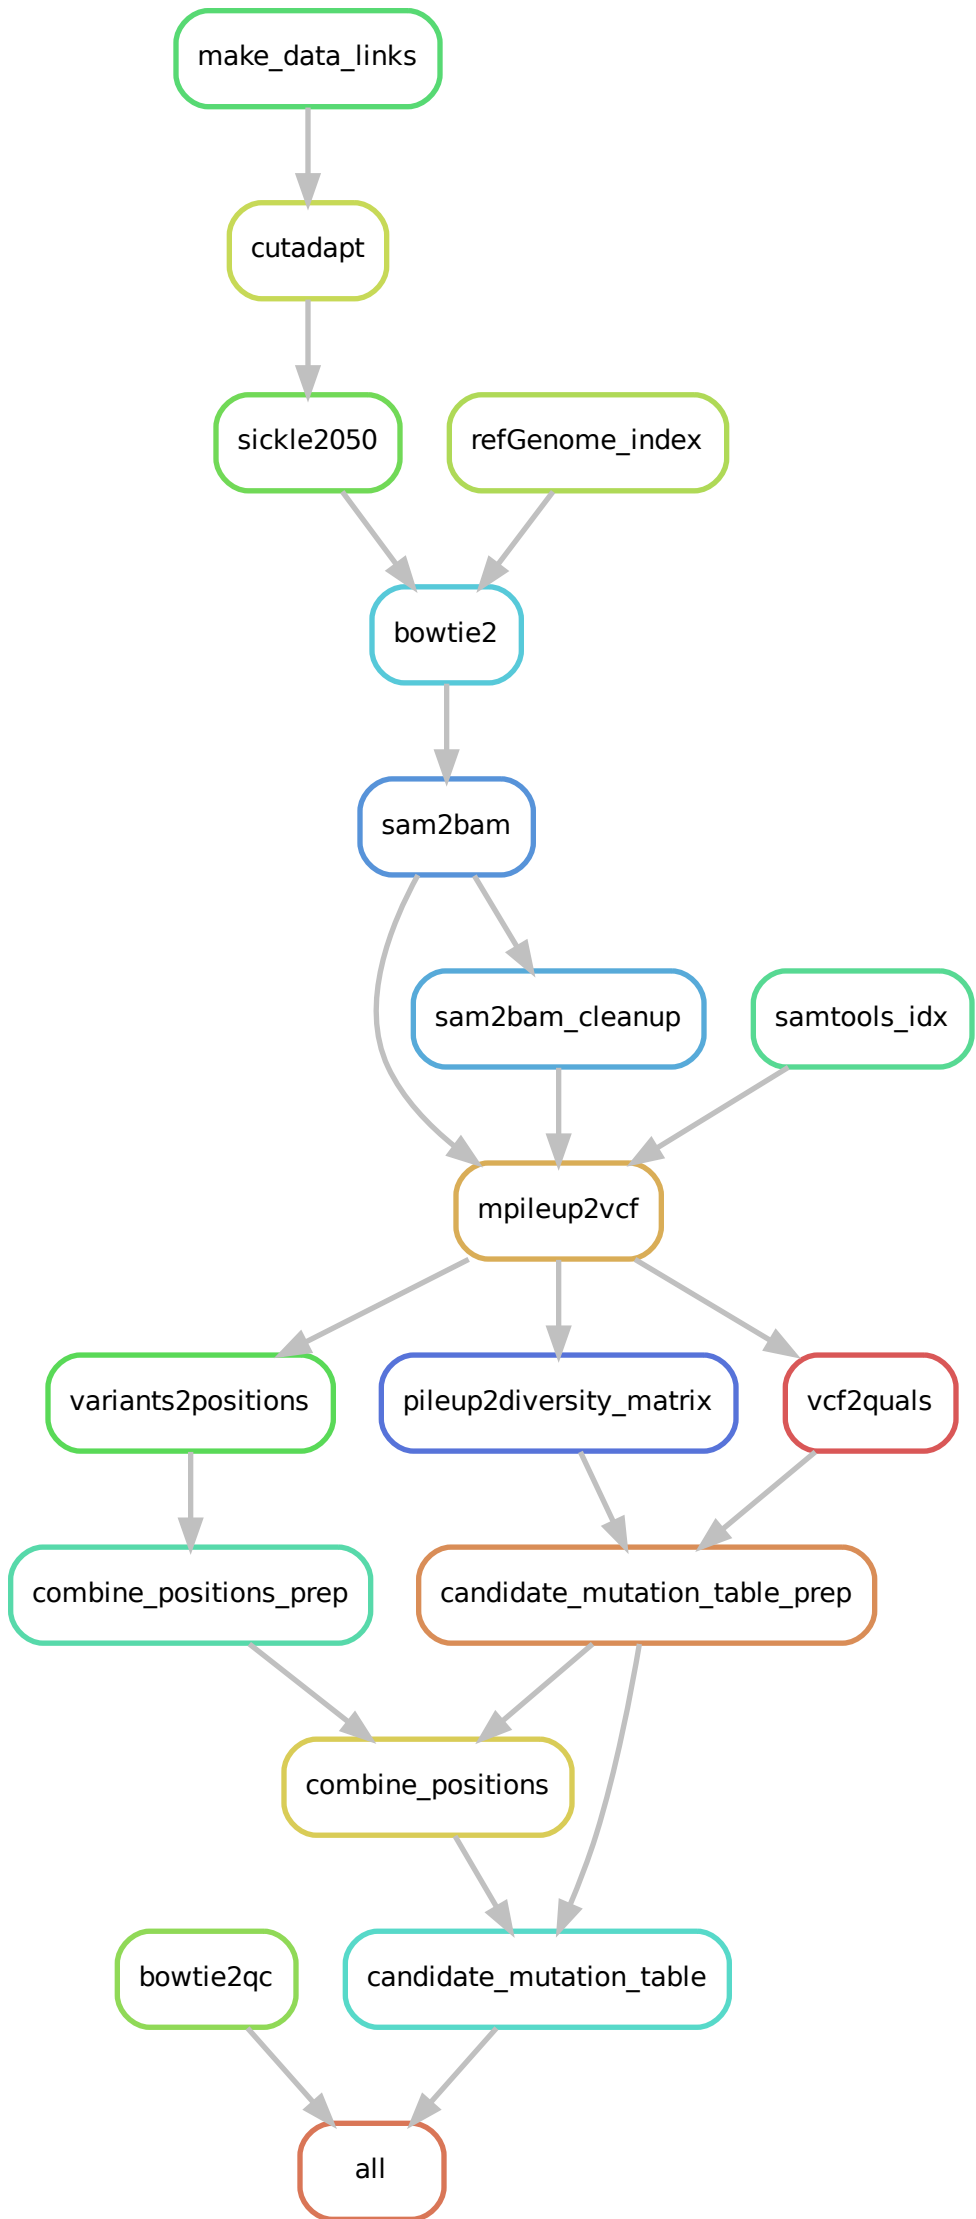 make_data_links
cutadapt
sickle2050
refGenome_index
bowtie2
sam2bam
sam2bam_cleanup
samtools_idx
mpileup2vcf
variants2positions
pileup2diversity_matrix
vcf2quals
combine_positions_prep
candidate_mutation_table_prep
combine_positions
bowtie2qc
candidate_mutation_table
all